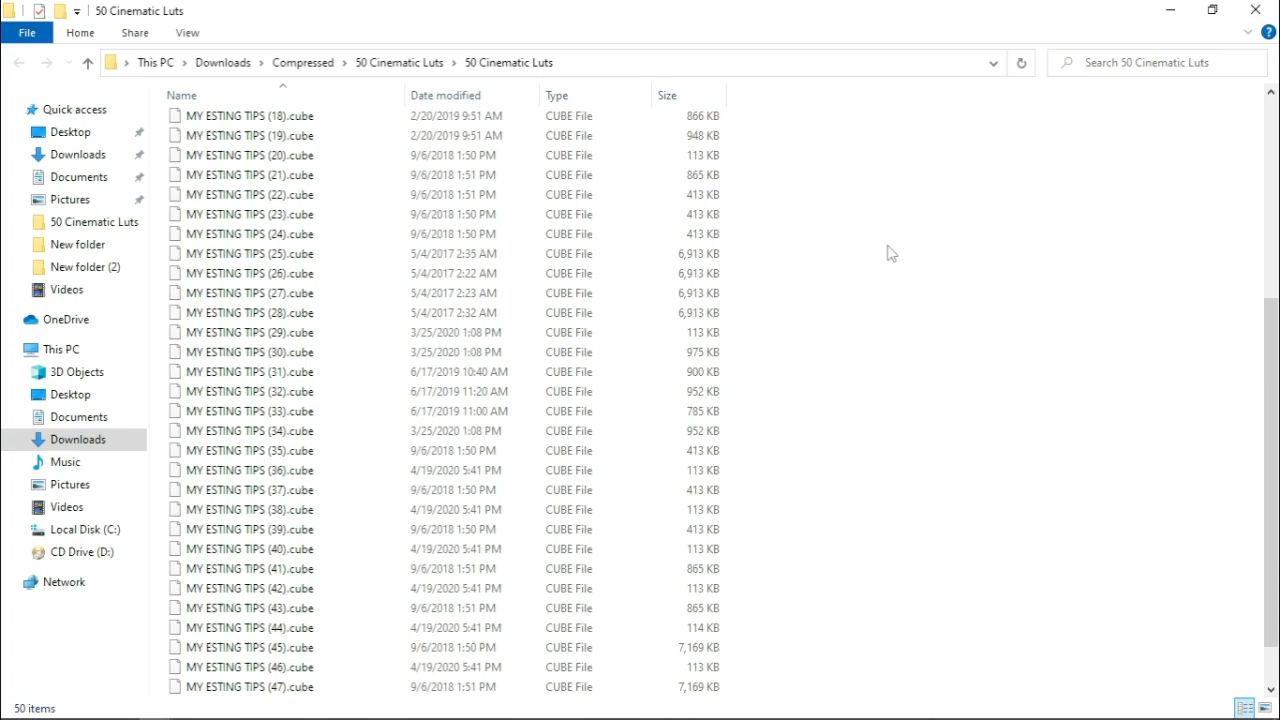 50 Cinematic Luts
File Home Share View
This PC > Downloads > Compressed > 50 Cinematic Luts > 50 Cinematic Luts
Search 50 Cinematic Luts
Name Date modified Type Size
Quick access
Desktop
Downloads
Documents
Pictures
50 Cinematic Luts
New folder
New folder (2)
Videos
OneDrive
This PC
3D Objects
Desktop
Documents
Downloads
Music
Pictures
Videos
Local Disk (C:)
CD Drive (D:)
Network
MY ESTING TIPS (18).cube 2/20/2019 9:51 AM CUBE File 866 KB
MY ESTING TIPS (19).cube 2/20/2019 9:51 AM CUBE File 948 KB
MY ESTING TIPS (20).cube 9/6/2018 1:50 PM CUBE File 113 KB
MY ESTING TIPS (21).cube 9/6/2018 1:51 PM CUBE File 865 KB
MY ESTING TIPS (22).cube 9/6/2018 1:51 PM CUBE File 413 KB
MY ESTING TIPS (23).cube 9/6/2018 1:50 PM CUBE File 413 KB
MY ESTING TIPS (24).cube 9/6/2018 1:50 PM CUBE File 413 KB
MY ESTING TIPS (25).cube 5/4/2017 2:35 AM CUBE File 6,913 KB
MY ESTING TIPS (26).cube 5/4/2017 2:22 AM CUBE File 6,913 KB
MY ESTING TIPS (27).cube 5/4/2017 2:23 AM CUBE File 6,913 KB
MY ESTING TIPS (28).cube 5/4/2017 2:32 AM CUBE File 6,913 KB
MY ESTING TIPS (29).cube 3/25/2020 1:08 PM CUBE File 113 KB
MY ESTING TIPS (30).cube 3/25/2020 1:08 PM CUBE File 975 KB
MY ESTING TIPS (31).cube 6/17/2019 10:40 AM CUBE File 900 KB
MY ESTING TIPS (32).cube 6/17/2019 11:20 AM CUBE File 952 KB
MY ESTING TIPS (33).cube 6/17/2019 11:00 AM CUBE File 785 KB
MY ESTING TIPS (34).cube 3/25/2020 1:08 PM CUBE File 952 KB
MY ESTING TIPS (35).cube 9/6/2018 1:50 PM CUBE File 413 KB
MY ESTING TIPS (36).cube 4/19/2020 5:41 PM CUBE File 113 KB
MY ESTING TIPS (37).cube 9/6/2018 1:50 PM CUBE File 413 KB
MY ESTING TIPS (38).cube 4/19/2020 5:41 PM CUBE File 113 KB
MY ESTING TIPS (39).cube 9/6/2018 1:50 PM CUBE File 413 KB
MY ESTING TIPS (40).cube 4/19/2020 5:41 PM CUBE File 113 KB
MY ESTING TIPS (41).cube 9/6/2018 1:51 PM CUBE File 865 KB
MY ESTING TIPS (42).cube 4/19/2020 5:41 PM CUBE File 113 KB
MY ESTING TIPS (43).cube 9/6/2018 1:51 PM CUBE File 865 KB
MY ESTING TIPS (44).cube 4/19/2020 5:41 PM CUBE File 114 KB
MY ESTING TIPS (45).cube 9/6/2018 1:50 PM CUBE File 7,169 KB
MY ESTING TIPS (46).cube 4/19/2020 5:41 PM CUBE File 113 KB
MY ESTING TIPS (47).cube 9/6/2018 1:51 PM CUBE File 7,169 KB
50 items